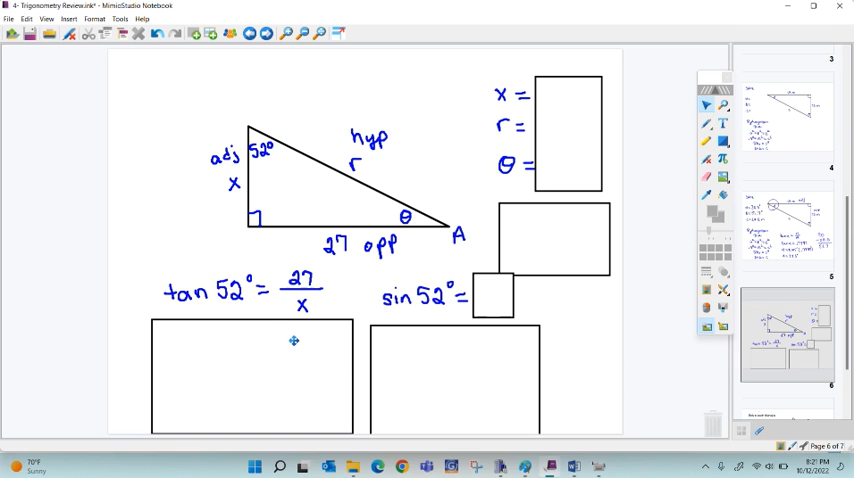 4- Trigonometry Review.ink* - MimicStudio Notebook
File Edit View Insert Format Tools Help
x =
r =
θ =
adj
52°
x
hyp
r
θ
A
27 opp
tan 52° = 27/x
sin 52° =
3
4
5
6
Page 6 of 7
70°F
Sunny
8:21 PM
10/12/2022